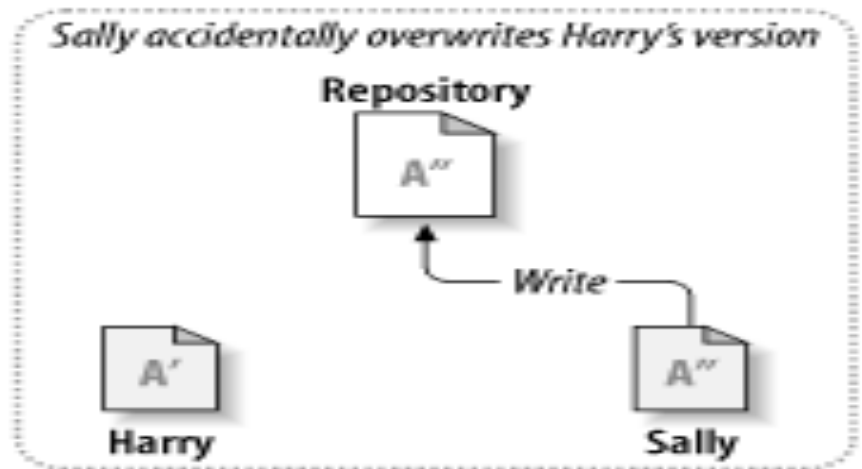 Sally accidentally overwrites Harry's version
Repository
A″
Write
A′
A″
Harry
Sally